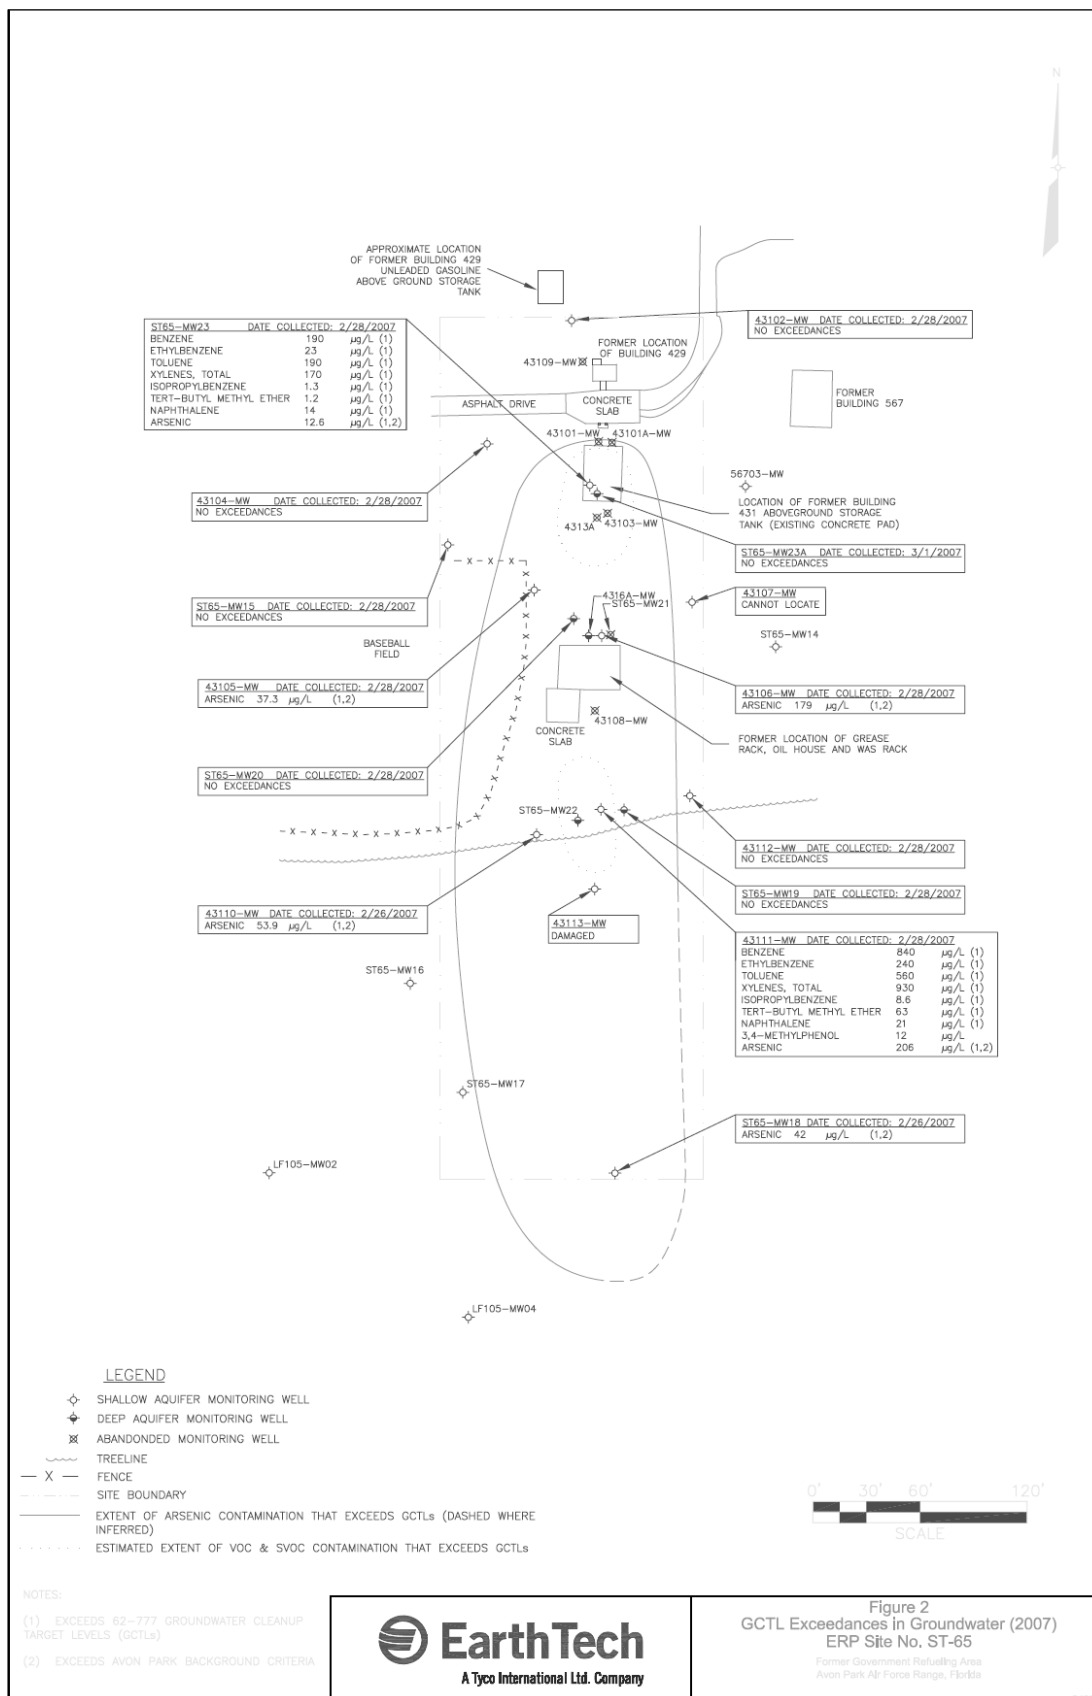 N
APPROXIMATE LOCATION
OF FORMER BUILDING 429
UNLEADED GASOLINE
ABOVE GROUND STORAGE
TANK
ST65-MW23 DATE COLLECTED: 2/28/2007
BENZENE 190 µg/L (1)
ETHYLBENZENE 23 µg/L (1)
TOLUENE 190 µg/L (1)
XYLENES, TOTAL 170 µg/L (1)
ISOPROPYLBENZENE 1.3 µg/L (1)
TERT-BUTYL METHYL ETHER 1.2 µg/L (1)
NAPHTHALENE 14 µg/L (1)
ARSENIC 12.6 µg/L (1,2)
43102-MW DATE COLLECTED: 2/28/2007
NO EXCEEDANCES
FORMER LOCATION
OF BUILDING 429
43109-MW
ASPHALT DRIVE
CONCRETE
SLAB
FORMER
BUILDING 567
43101-MW
43101A-MW
43104-MW DATE COLLECTED: 2/28/2007
NO EXCEEDANCES
56703-MW
LOCATION OF FORMER BUILDING
431 ABOVEGROUND STORAGE
TANK (EXISTING CONCRETE PAD)
4313A
43103-MW
ST65-MW23A DATE COLLECTED: 3/1/2007
NO EXCEEDANCES
ST65-MW15 DATE COLLECTED: 2/28/2007
NO EXCEEDANCES
4316A-MW
ST65-MW21
43107-MW
CANNOT LOCATE
ST65-MW14
BASEBALL
FIELD
43105-MW DATE COLLECTED: 2/28/2007
ARSENIC 37.3 µg/L (1,2)
43106-MW DATE COLLECTED: 2/28/2007
ARSENIC 179 µg/L (1,2)
43108-MW
CONCRETE
SLAB
FORMER LOCATION OF GREASE
RACK, OIL HOUSE AND WAS RACK
ST65-MW20 DATE COLLECTED: 2/28/2007
NO EXCEEDANCES
ST65-MW22
43112-MW DATE COLLECTED: 2/28/2007
NO EXCEEDANCES
ST65-MW19 DATE COLLECTED: 2/28/2007
NO EXCEEDANCES
43110-MW DATE COLLECTED: 2/26/2007
ARSENIC 53.9 µg/L (1,2)
43113-MW
DAMAGED
43111-MW DATE COLLECTED: 2/28/2007
BENZENE 840 µg/L (1)
ETHYLBENZENE 240 µg/L (1)
TOLUENE 560 µg/L (1)
XYLENES, TOTAL 930 µg/L (1)
ISOPROPYLBENZENE 8.6 µg/L (1)
TERT-BUTYL METHYL ETHER 63 µg/L (1)
NAPHTHALENE 21 µg/L (1)
3,4-METHYLPHENOL 12 µg/L
ARSENIC 206 µg/L (1,2)
ST65-MW16
ST65-MW17
ST65-MW18 DATE COLLECTED: 2/26/2007
ARSENIC 42 µg/L (1,2)
LF105-MW02
LF105-MW04
LEGEND
SHALLOW AQUIFER MONITORING WELL
DEEP AQUIFER MONITORING WELL
ABANDONDED MONITORING WELL
TREELINE
X FENCE
SITE BOUNDARY
EXTENT OF ARSENIC CONTAMINATION THAT EXCEEDS GCTLs (DASHED WHERE
INFERRED)
ESTIMATED EXTENT OF VOC & SVOC CONTAMINATION THAT EXCEEDS GCTLs
0' 30' 60' 120'
SCALE
NOTES:
(1) EXCEEDS 62-777 GROUNDWATER CLEANUP
TARGET LEVELS (GCTLs)
(2) EXCEEDS AVON PARK BACKGROUND CRITERIA
EarthTech
A Tyco International Ltd. Company
Figure 2
GCTL Exceedances in Groundwater (2007)
ERP Site No. ST-65
Former Government Refueling Area
Avon Park Air Force Range, Florida